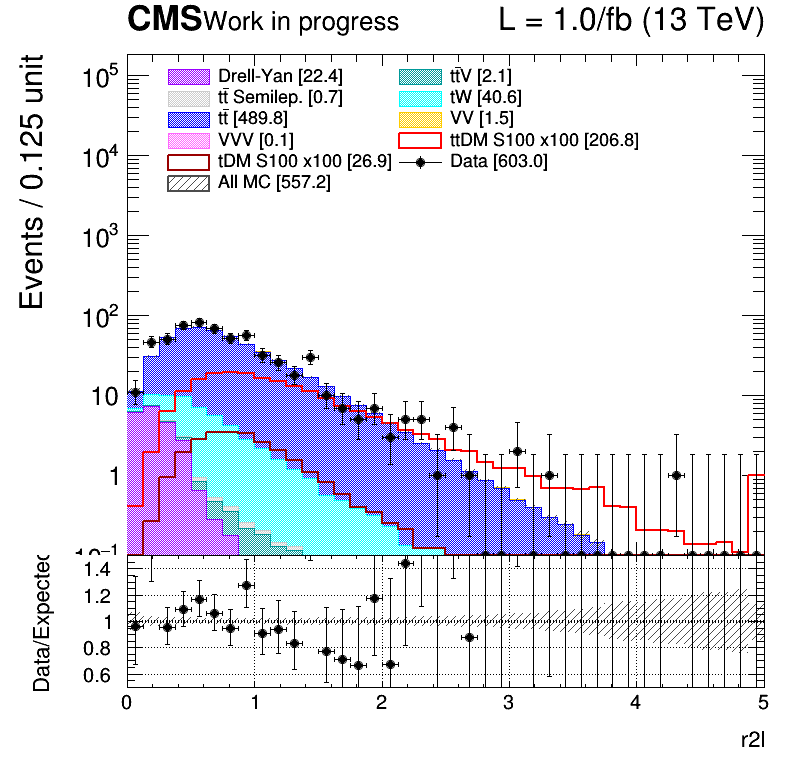 CMS Work in progress L = 1.0/fb (13 TeV)
Events / 0.125 unit
10⁵
10⁴
10³
10²
10
1
10⁻¹
Drell-Yan [22.4] tt̄V [2.1]
tt̄ Semilep. [0.7] tW [40.6]
tt̄ [489.8] VV [1.5]
VVV [0.1] ttDM S100 x100 [206.8]
tDM S100 x100 [26.9] Data [603.0]
All MC [557.2]
Data/Expected
1.4
1.2
1
0.8
0.6
0 1 2 3 4 5
r2l